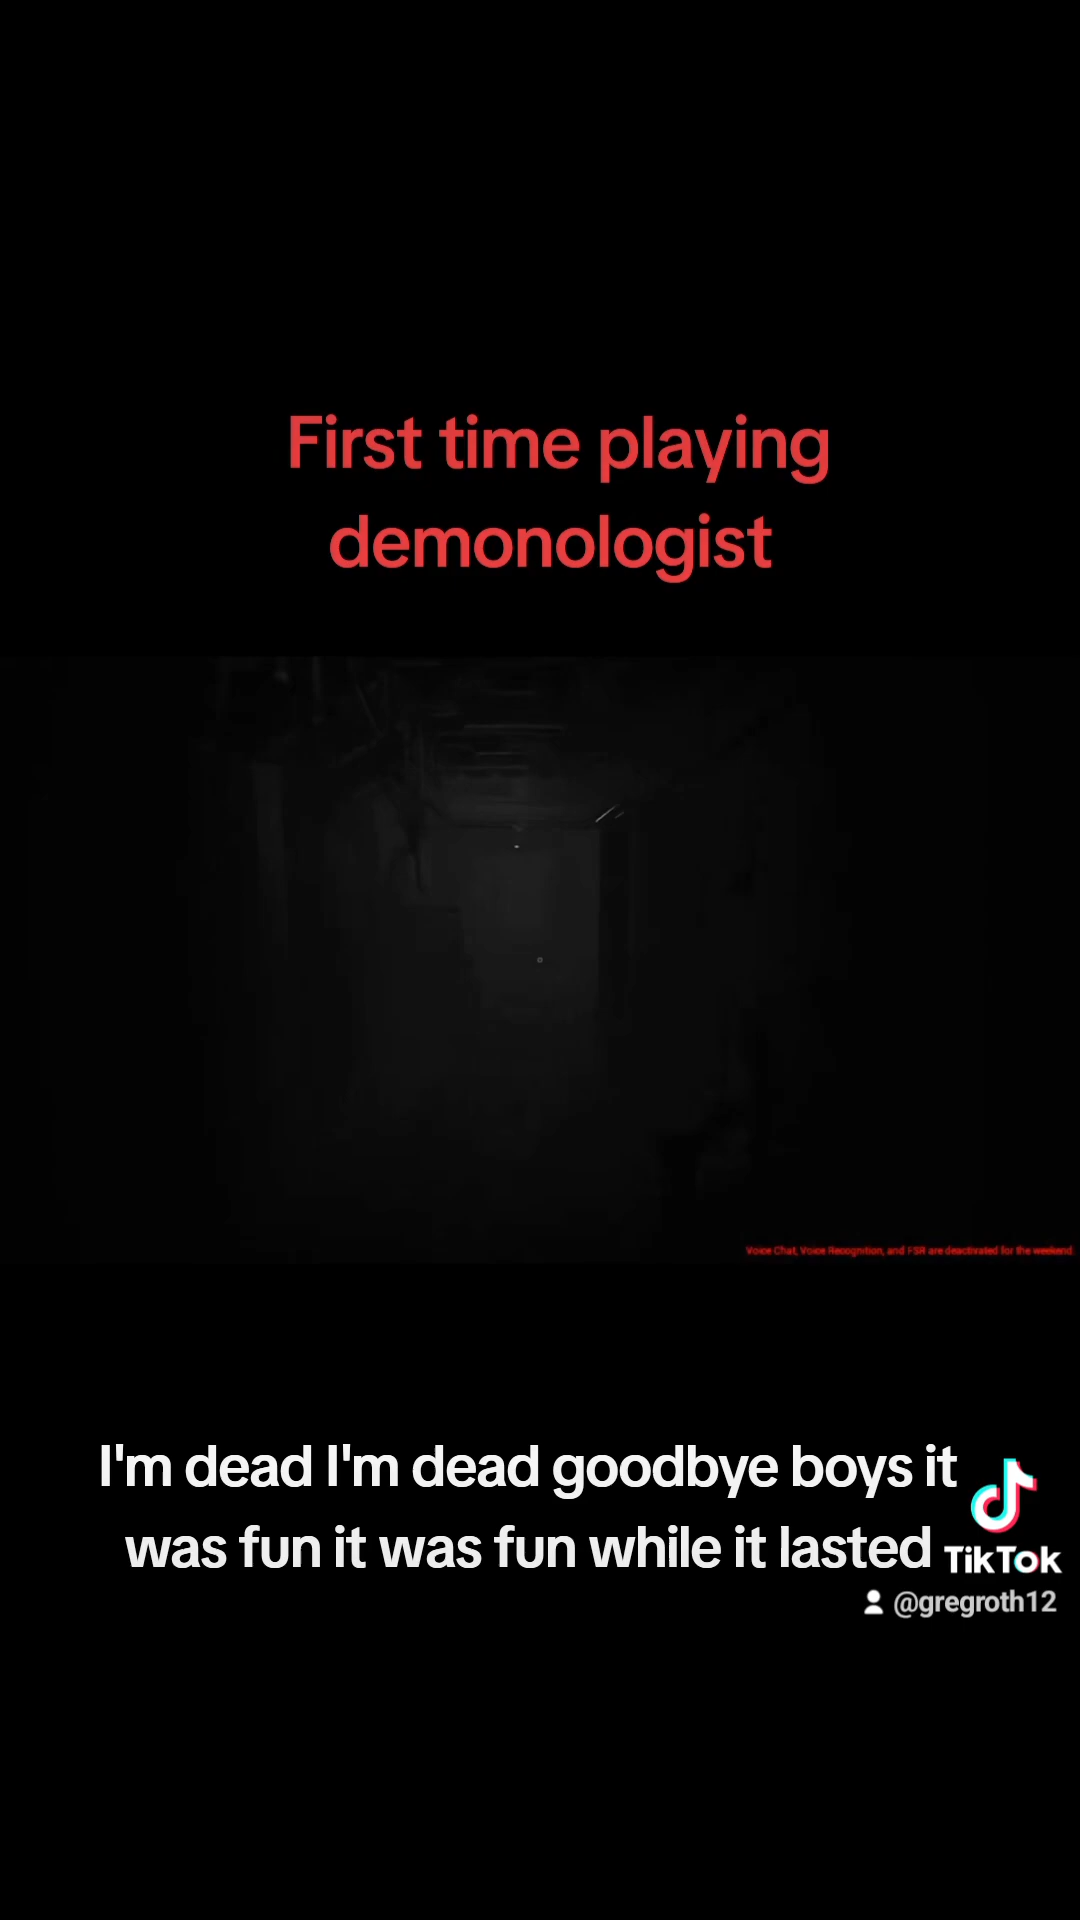 First time playing
demonologist
Voice Chat, Voice Recognition, and FSR are deactivated for the weekend
I'm dead I'm dead goodbye boys it
was fun it was fun while it lasted
TikTok
@gregroth12